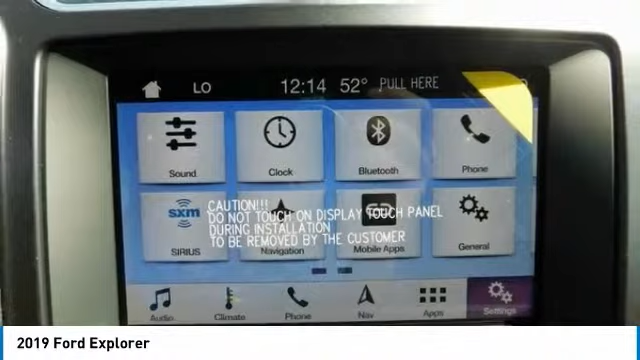 LO 12:14 52° PULL HERE
Sound Clock Bluetooth Phone
CAUTION!!!
DO NOT TOUCH ON DISPLAY TOUCH PANEL
DURING INSTALLATION
TO BE REMOVED BY THE CUSTOMER
sxm
SIRIUS Navigation Mobile Apps General
Audio Climate Phone Nav Apps Settings
2019 Ford Explorer